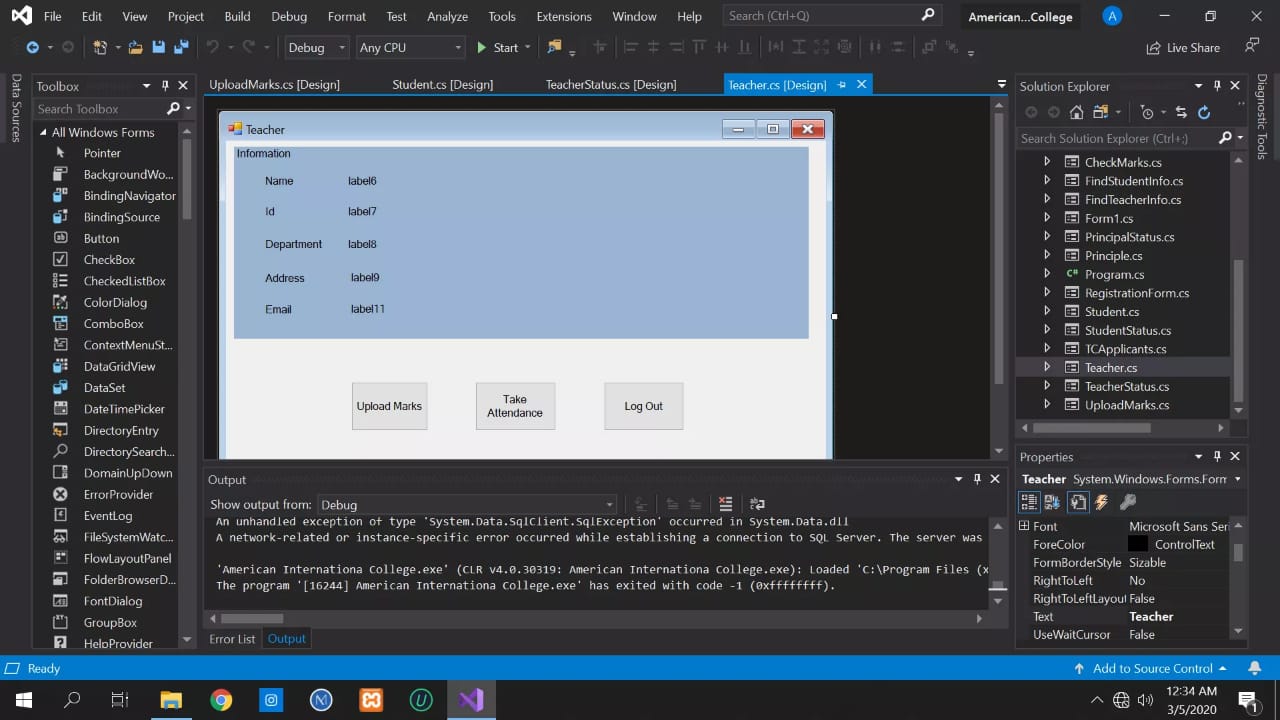 File Edit View Project Build Debug Format Test Analyze Tools Extensions Window Help Search (Ctrl+Q) American...College A
Debug Any CPU Start Live Share
Data Sources
Toolbox
Search Toolbox
All Windows Forms
Pointer
BackgroundWo...
BindingNavigator
BindingSource
Button
CheckBox
CheckedListBox
ColorDialog
ComboBox
ContextMenuSt...
DataGridView
DataSet
DateTimePicker
DirectoryEntry
DirectorySearch...
DomainUpDown
ErrorProvider
EventLog
FileSystemWatc...
FlowLayoutPanel
FolderBrowserD...
FontDialog
GroupBox
HelpProvider
UploadMarks.cs [Design] Student.cs [Design] TeacherStatus.cs [Design] Teacher.cs [Design]
Teacher
Information
Name label6
Id label7
Department label8
Address label9
Email label11
Upload Marks
Take
Attendance
Log Out
Output
Show output from: Debug
An unhandled exception of type 'System.Data.SqlClient.SqlException' occurred in System.Data.dll
A network-related or instance-specific error occurred while establishing a connection to SQL Server. The server was
'American Internationa College.exe' (CLR v4.0.30319: American Internationa College.exe): Loaded 'C:\Program Files (x
The program '[16244] American Internationa College.exe' has exited with code -1 (0xffffffff).
Error List Output
Solution Explorer
Search Solution Explorer (Ctrl+;)
CheckMarks.cs
FindStudentInfo.cs
FindTeacherInfo.cs
Form1.cs
PrincipalStatus.cs
Principle.cs
C# Program.cs
RegistrationForm.cs
Student.cs
StudentStatus.cs
TCApplicants.cs
Teacher.cs
TeacherStatus.cs
UploadMarks.cs
Properties
Teacher System.Windows.Forms.Form
Font Microsoft Sans Seri
ForeColor ControlText
FormBorderStyle Sizable
RightToLeft No
RightToLeftLayout False
Text Teacher
UseWaitCursor False
Diagnostic Tools
Ready Add to Source Control
12:34 AM
3/5/2020
1